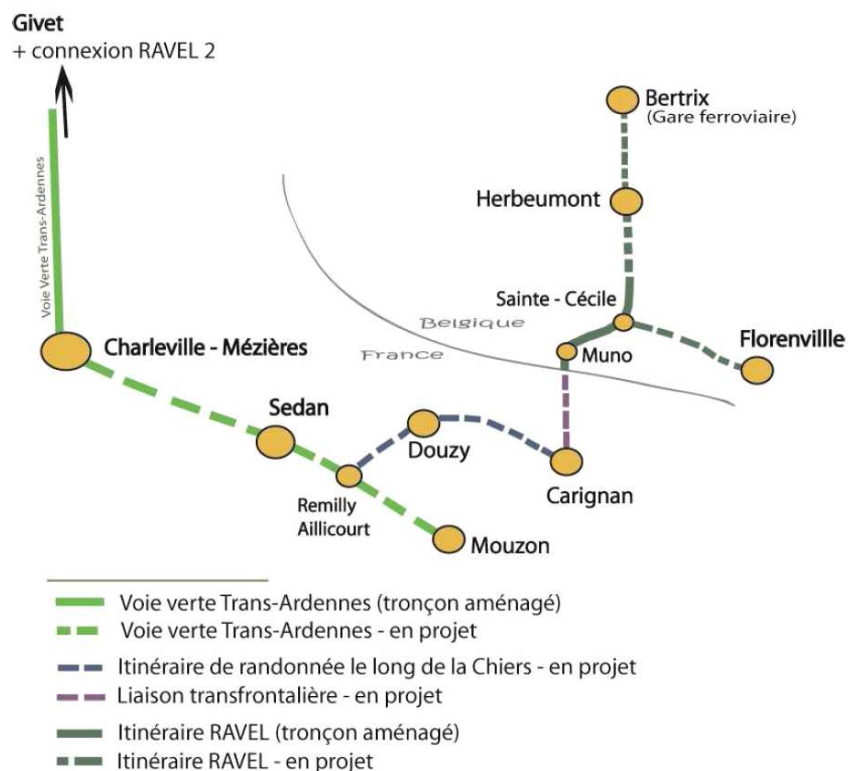 Givet
+ connexion RAVEL 2
Voie Verte Trans-Ardennes
Bertrix
(Gare ferroviaire)
Herbeumont
Sainte - Cécile
Belgique
France
Muno
Florenvillle
Charleville - Mézières
Sedan
Douzy
Carignan
Remilly
Aillicourt
Mouzon
Voie verte Trans-Ardennes (tronçon aménagé)
Voie verte Trans-Ardennes - en projet
Itinéraire de randonnée le long de la Chiers - en projet
Liaison transfrontalière - en projet
Itinéraire RAVEL (tronçon aménagé)
Itinéraire RAVEL - en projet